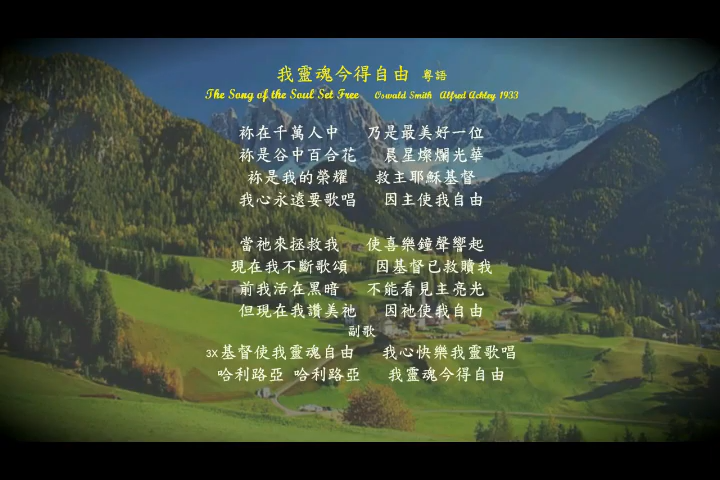 我靈魂今得自由 粵語
The Song of the Soul Set Free Oswald Smith Alfred Ackley 1933
祢在千萬人中 乃是最美好一位
祢是谷中百合花 晨星燦爛光華
祢是我的榮耀 救主耶穌基督
我心永遠要歌唱 因主使我自由
當祂來拯救我 使喜樂鐘聲響起
現在我不斷歌頌 因基督已救贖我
前我活在黑暗 不能看見主亮光
但現在我讚美祂 因祂使我自由
副歌
3X 基督使我靈魂自由 我心快樂我靈歌唱
哈利路亞 哈利路亞 我靈魂今得自由